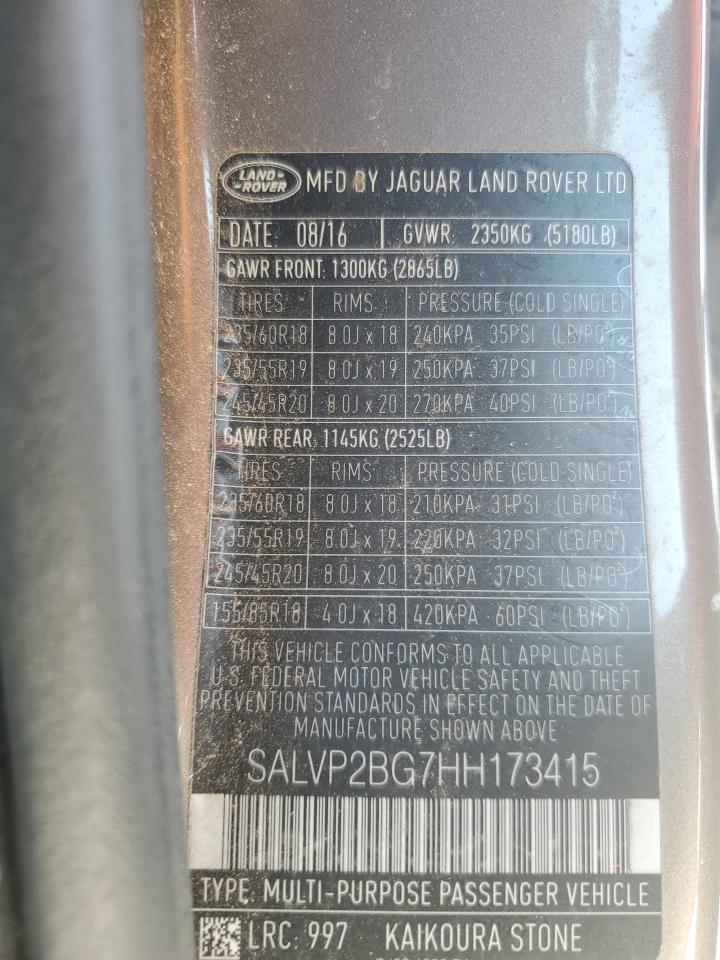 LAND-
-ROVER
MFD BY JAGUAR LAND ROVER LTD
DATE: 08/16 GVWR: 2350KG (5180LB)
GAWR FRONT: 1300KG (2865LB)
TIRES RIMS PRESSURE (COLD SINGLE)
235/60R18 8.0J x 18 240KPA 35PSI (LB/PO²)
235/55R19 8.0J x 19 250KPA 37PSI (LB/PO²)
245/45R20 8.0J x 20 270KPA 40PSI (LB/PO²)
GAWR REAR: 1145KG (2525LB)
TIRES RIMS PRESSURE (COLD SINGLE)
235/60R18 8.0J x 18 210KPA 31PSI (LB/PO²)
235/55R19 8.0J x 19 220KPA 32PSI (LB/PO²)
245/45R20 8.0J x 20 250KPA 37PSI (LB/PO²)
155/85R18 4.0J x 18 420KPA 60PSI (LB/PO²)
THIS VEHICLE CONFORMS TO ALL APPLICABLE
U.S. FEDERAL MOTOR VEHICLE SAFETY AND THEFT
PREVENTION STANDARDS IN EFFECT ON THE DATE OF
MANUFACTURE SHOWN ABOVE
SALVP2BG7HH173415
TYPE: MULTI-PURPOSE PASSENGER VEHICLE
LRC: 997 KAIKOURA STONE